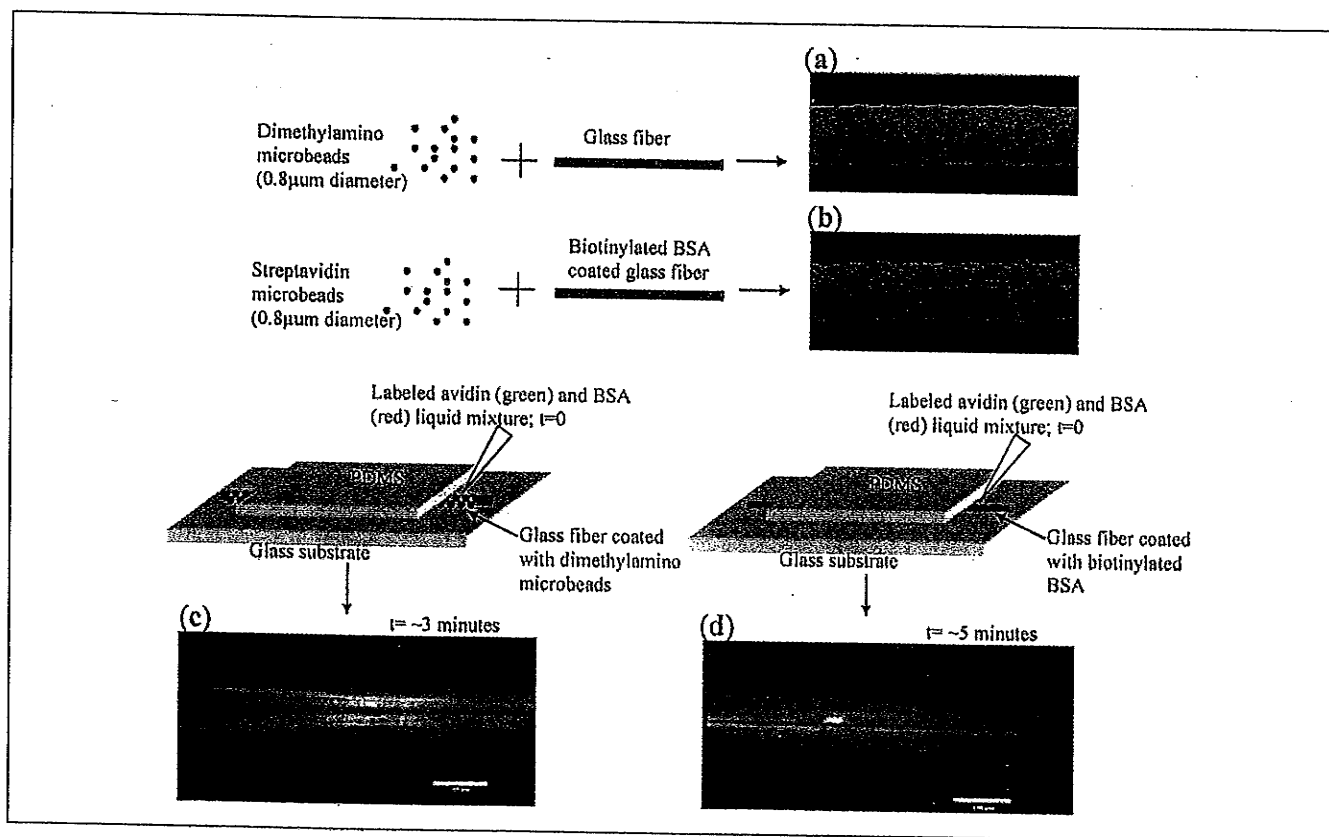 (a)
Dimethylamino
microbeads
(0.8μum diameter)
Glass fiber
(b)
Streptavidin
microbeads
(0.8μum diameter)
Biotinylated BSA
coated glass fiber
Labeled avidin (green) and BSA
(red) liquid mixture; t=0
PDMS
Glass substrate
Glass fiber coated
with dimethylamino
microbeads
Labeled avidin (green) and BSA
(red) liquid mixture; t=0
PDMS
Glass substrate
Glass fiber coated
with biotinylated
BSA
(c)
t= ~3 minutes
(d)
t= ~5 minutes